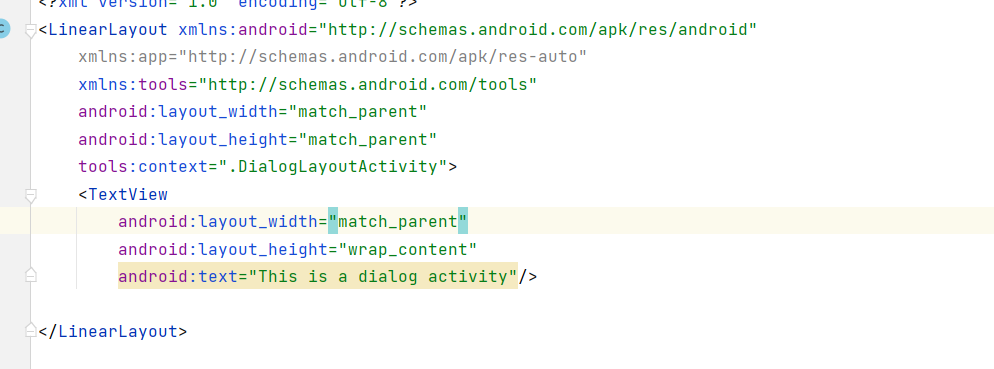 <?xml version="1.0" encoding="utf-8"?>
<LinearLayout xmlns:android="http://schemas.android.com/apk/res/android"
    xmlns:app="http://schemas.android.com/apk/res-auto"
    xmlns:tools="http://schemas.android.com/tools"
    android:layout_width="match_parent"
    android:layout_height="match_parent"
    tools:context=".DialogLayoutActivity">
    <TextView
        android:layout_width="match_parent"
        android:layout_height="wrap_content"
        android:text="This is a dialog activity"/>
</LinearLayout>